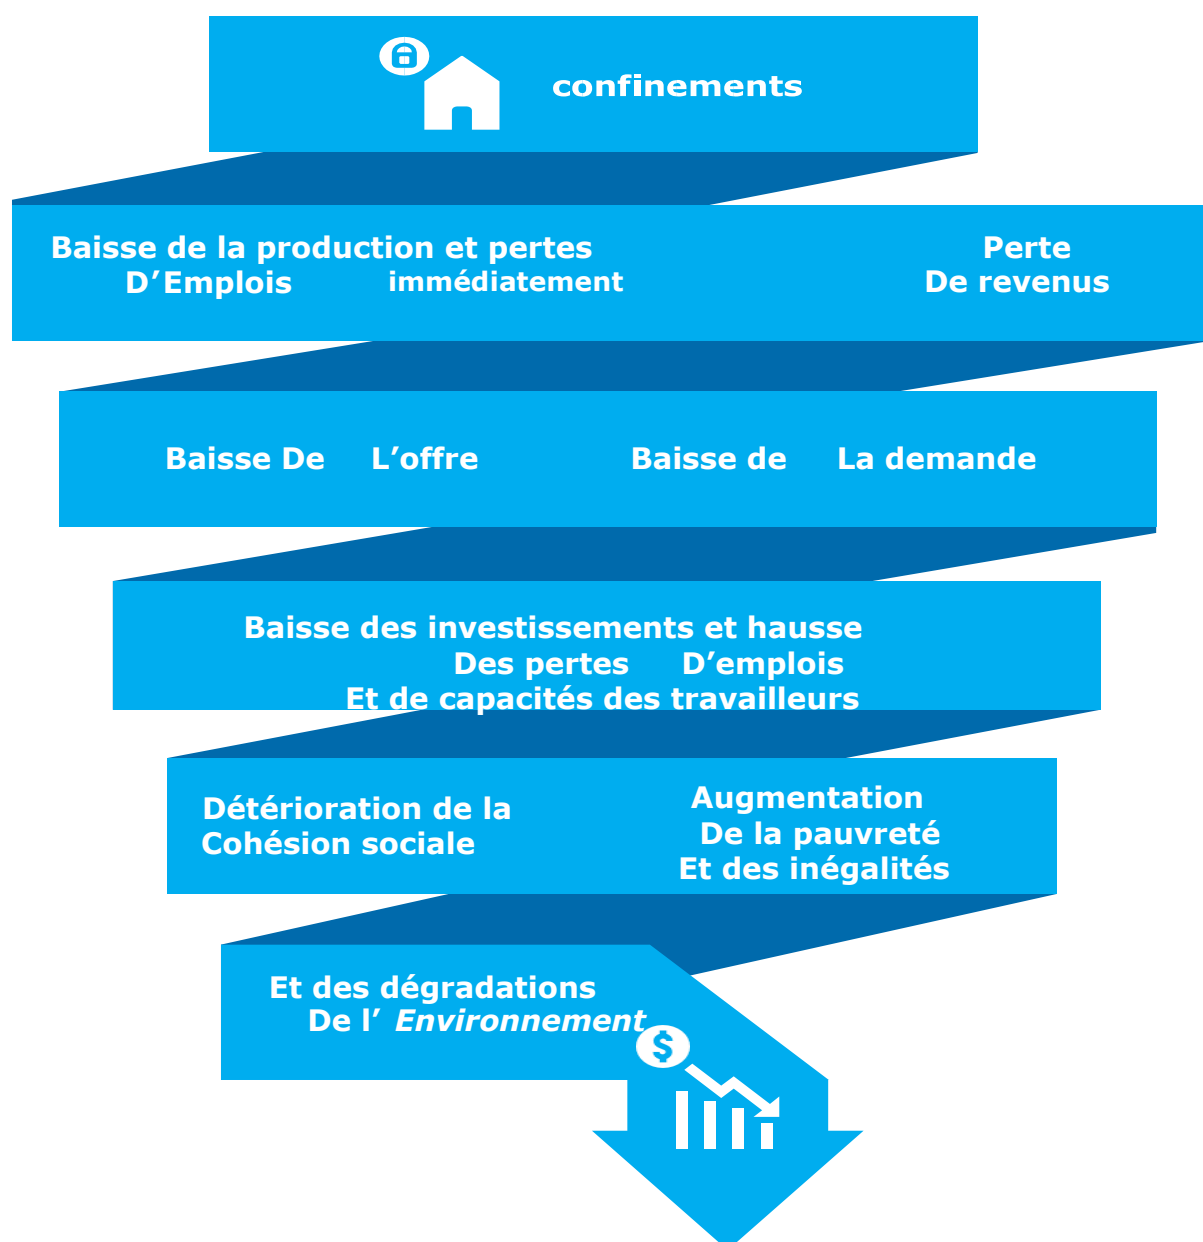 confinements
Baisse de la production et pertes
D’Emplois immédiatement
Perte
De revenus
Baisse De L’offre
Baisse de La demande
Baisse des investissements et hausse
Des pertes D’emplois
Et de capacités des travailleurs
Détérioration de la
Cohésion sociale
Augmentation
De la pauvreté
Et des inégalités
Et des dégradations
De l’ Environnement
$